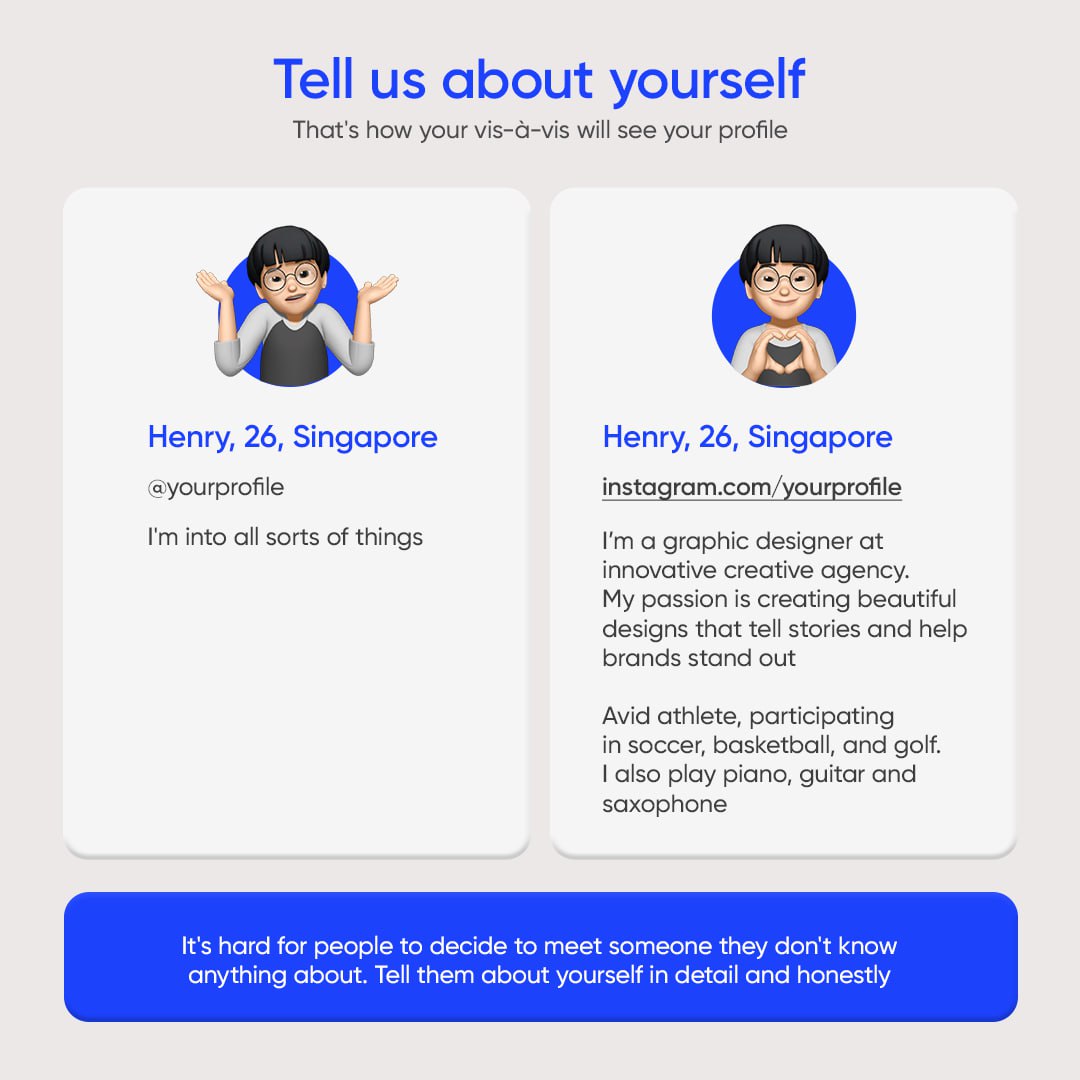 Tell us about yourself
That's how your vis-à-vis will see your profile
Henry, 26, Singapore
@yourprofile
I'm into all sorts of things
Henry, 26, Singapore
instagram.com/yourprofile
I’m a graphic designer at
innovative creative agency.
My passion is creating beautiful
designs that tell stories and help
brands stand out
Avid athlete, participating
in soccer, basketball, and golf.
I also play piano, guitar and
saxophone
It's hard for people to decide to meet someone they don't know
anything about. Tell them about yourself in detail and honestly